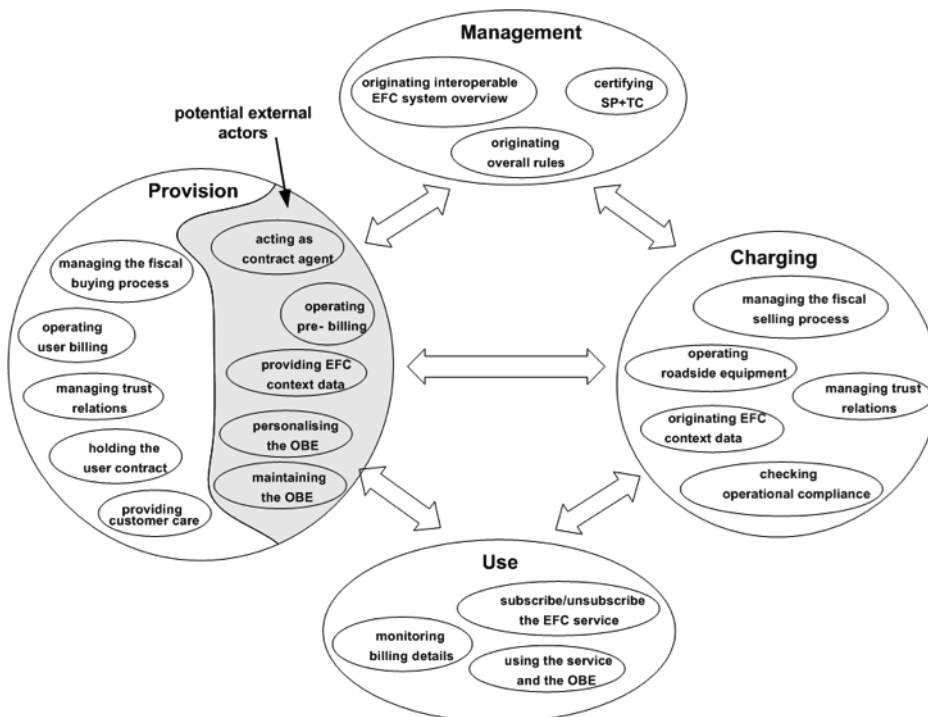 Management
originating interoperable
EFC system overview
certifying
SP+TC
originating
overall rules
potential external
actors
Provision
acting as
contract agent
managing the fiscal
buying process
operating
pre- billing
operating
user billing
providing EFC
context data
managing trust
relations
personalising
the OBE
holding the
user contract
maintaining
the OBE
providing
customer care
Charging
managing the fiscal
selling process
operating
roadside equipment
managing trust
relations
originating EFC
context data
checking
operational compliance
Use
subscribe/unsubscribe
the EFC service
monitoring
billing details
using the service
and the OBE